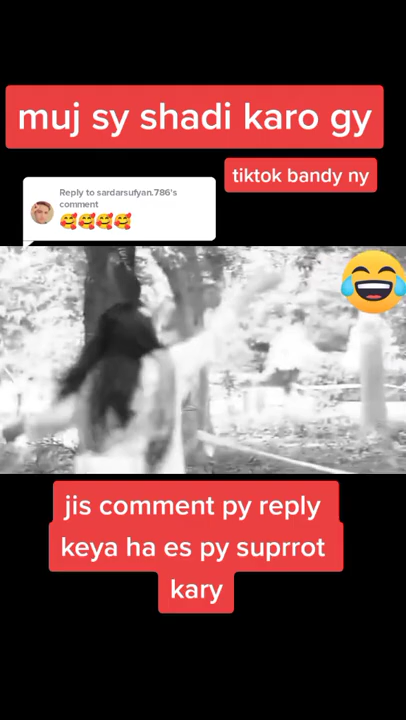 muj sy shadi karo gy
tiktok bandy ny
Reply to sardarsufyan.786's
comment
🥰🥰🥰🥰
jis comment py reply
keya ha es py suprrot
kary